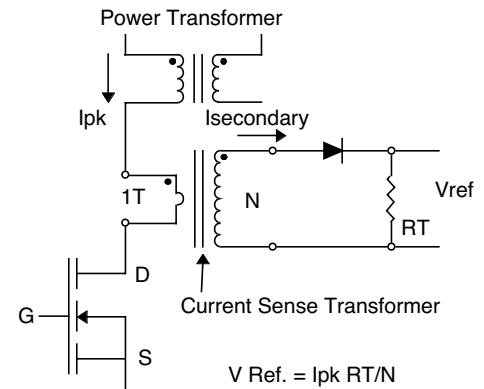 Power Transformer
Ipk
Isecondary
1T
N
Vref
RT
D
G
Current Sense Transformer
S
V Ref. = Ipk RT/N